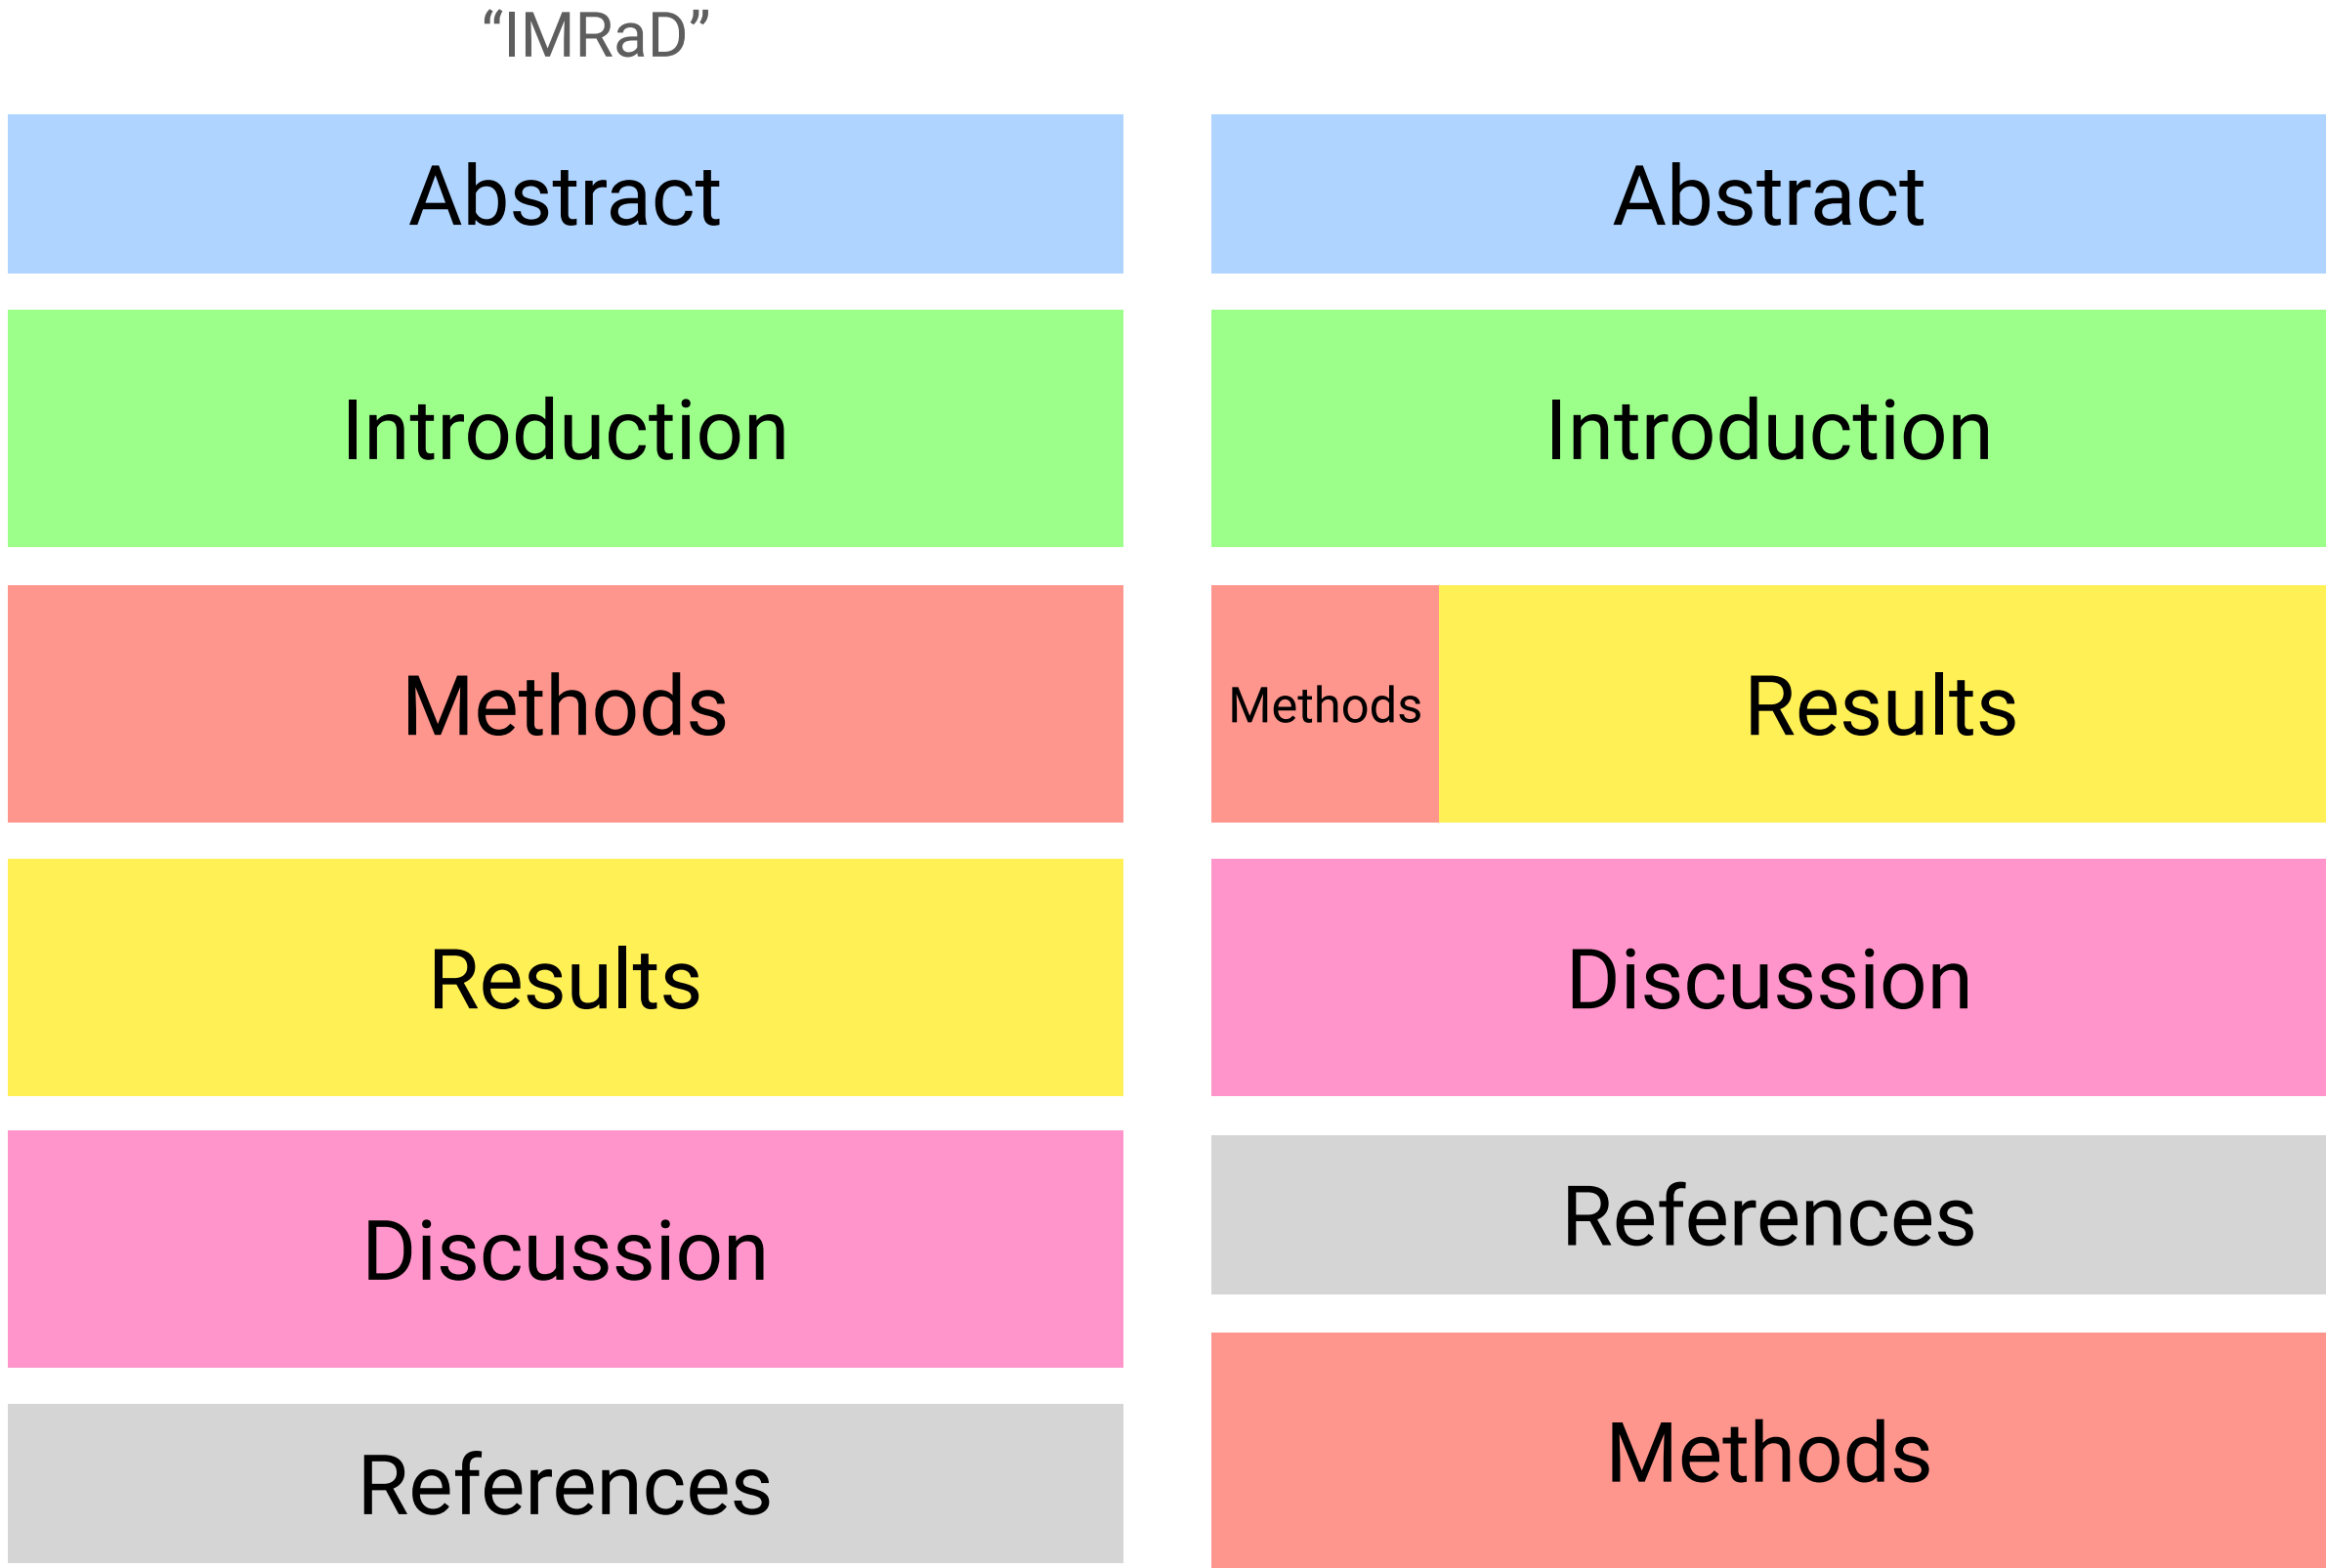 “IMRaD”
Abstract
Introduction
Methods
Results
Discussion
References
Abstract
Introduction
Methods Results
Discussion
References
Methods